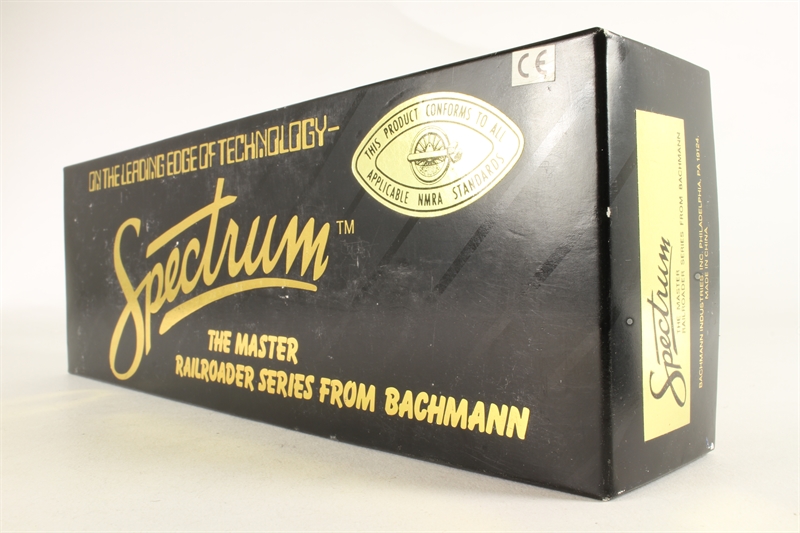 ON THE LEADING EDGE OF TECHNOLOGY–
Spectrum™
THE MASTER
RAILROADER SERIES FROM BACHMANN
THIS PRODUCT CONFORMS TO ALL
APPLICABLE NMRA STANDARDS
CE
Spectrum
THE MASTER
RAILROADER SERIES FROM BACHMANN
BACHMANN INDUSTRIES, INC. PHILADELPHIA, PA 19124.
MADE IN CHINA